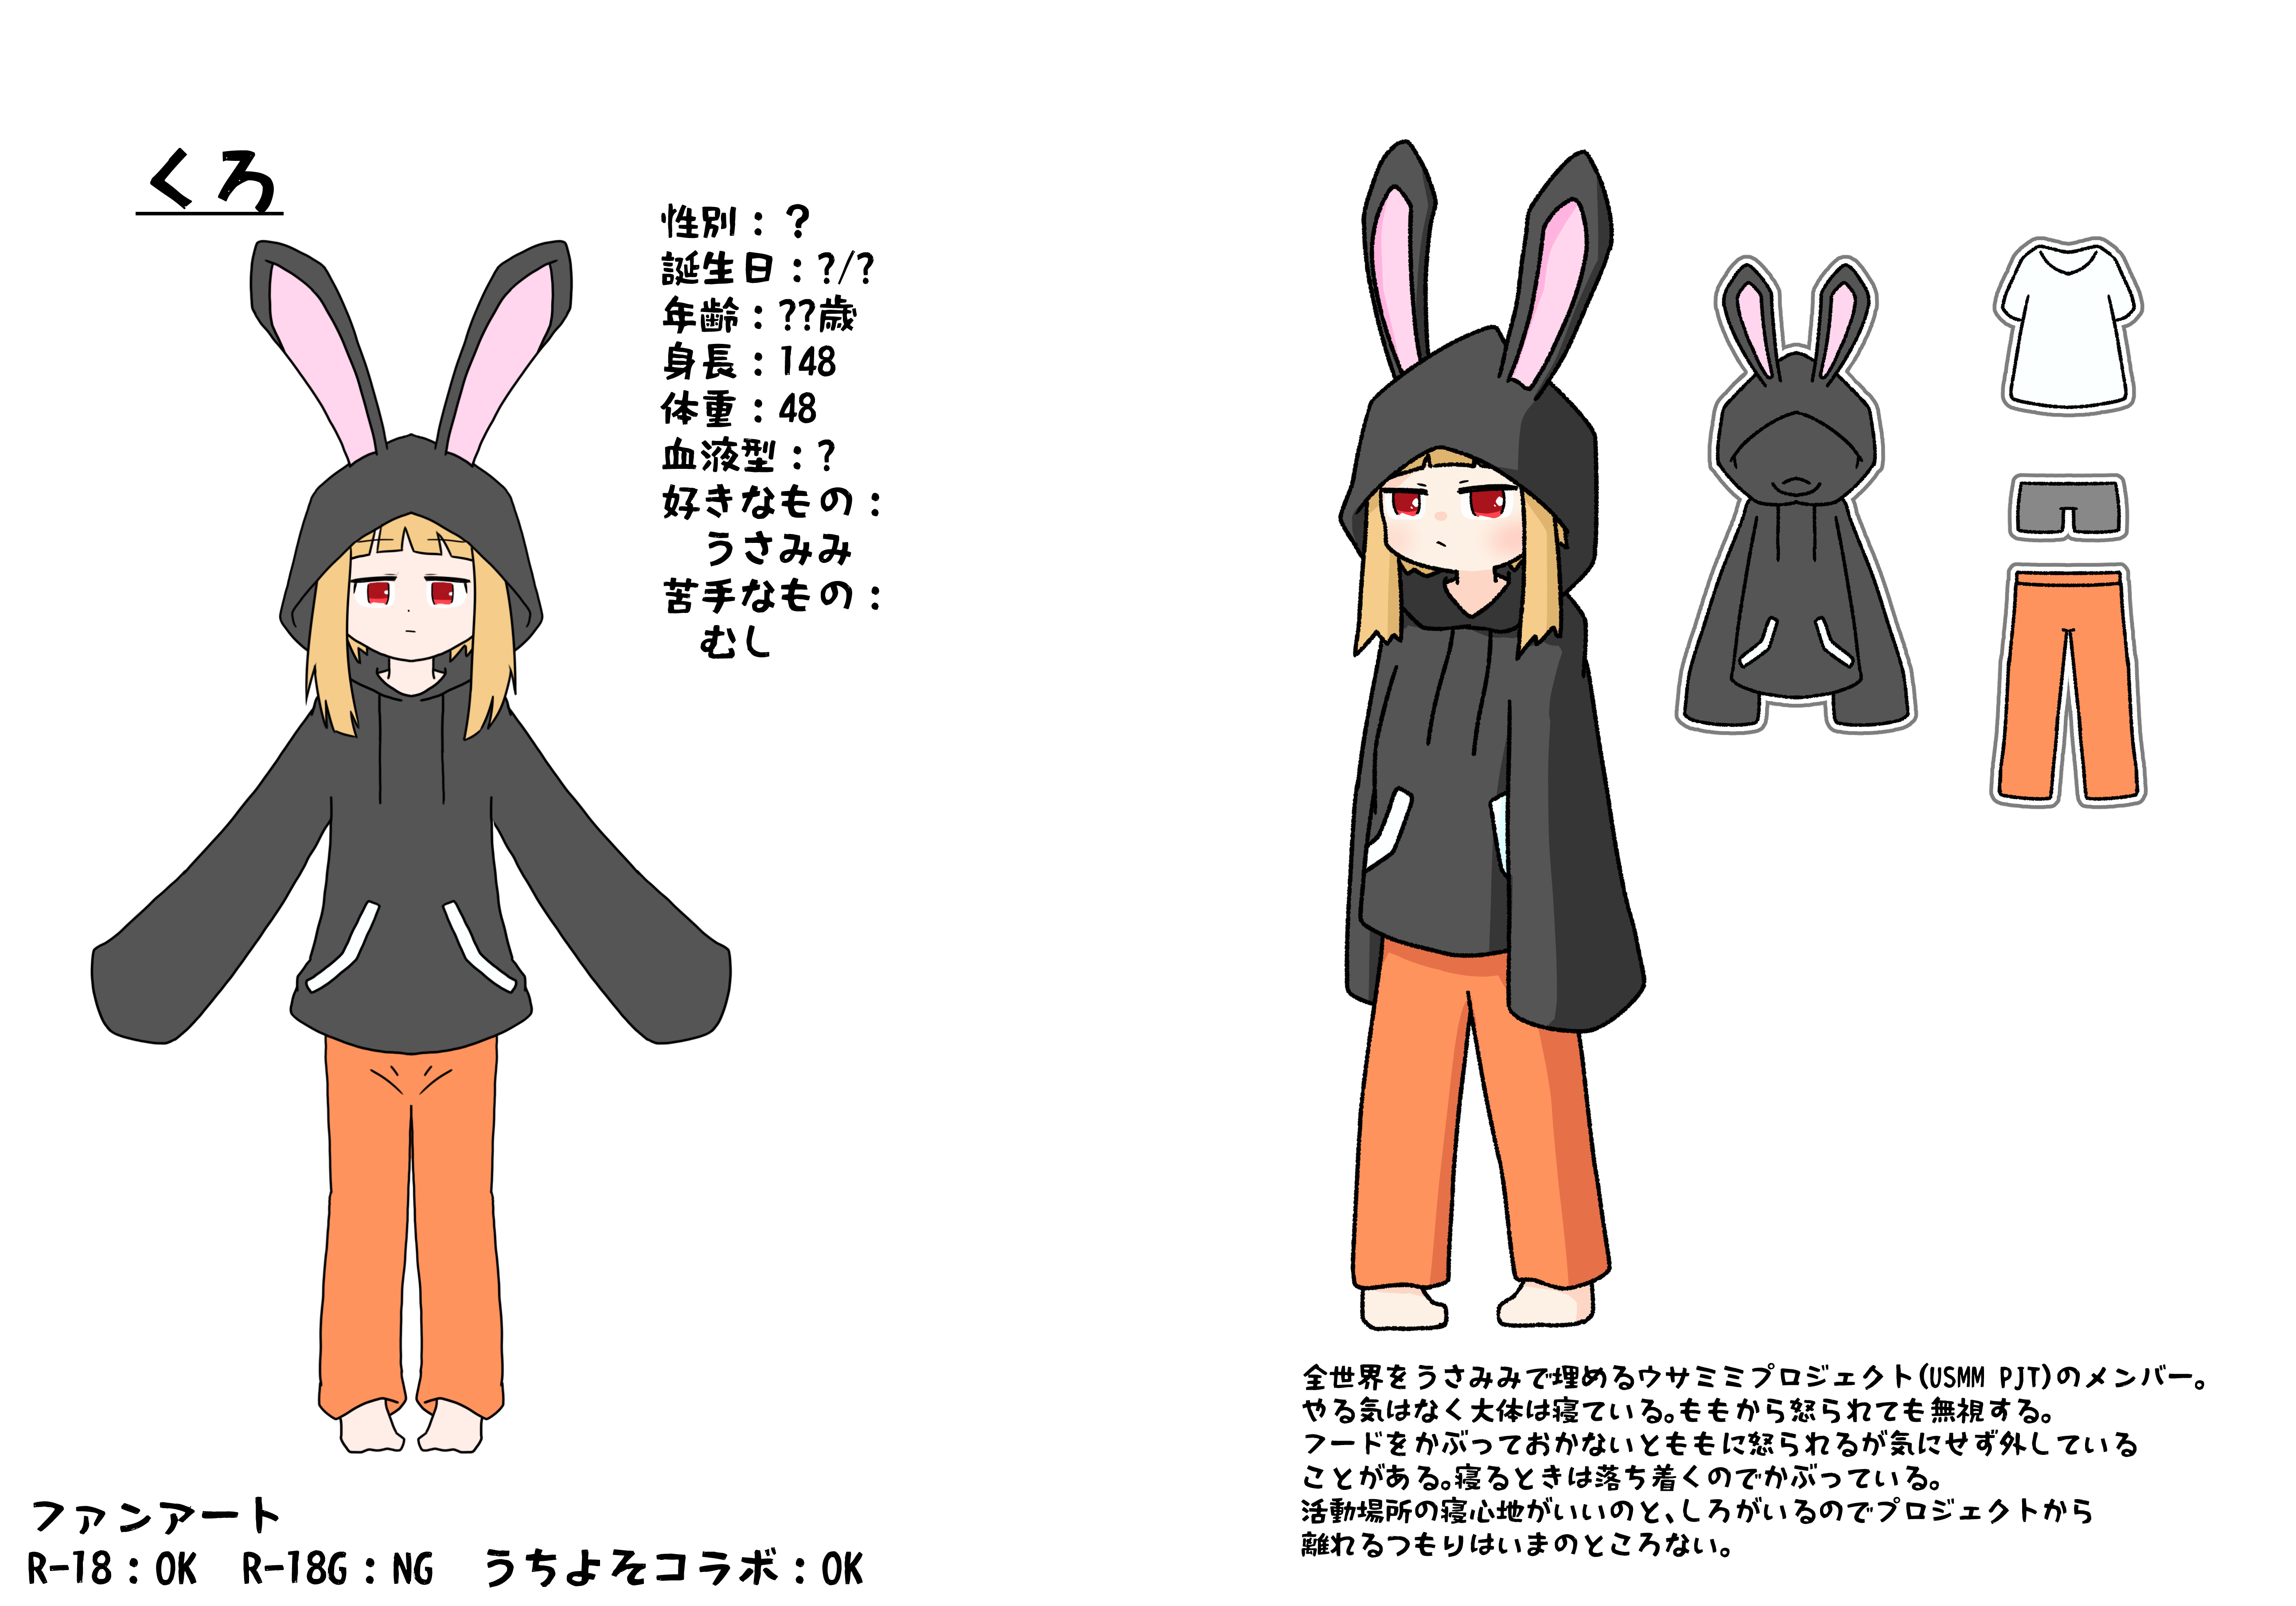 くろ
性別：？
誕生日：?/?
年齢：??歳
身長：148
体重：48
血液型：?
好きなもの：
うさみみ
苦手なもの：
むし
全世界をうさみみで埋めるウサミミプロジェクト(USMM PJT)のメンバー。
やる気はなく大体は寝ている。ももから怒られても無視する。
フードをかぶっておかないとももに怒られるが気にせず外している
ことがある。寝るときは落ち着くのでかぶっている。
活動場所の寝心地がいいのと、しろがいるのでプロジェクトから
離れるつもりはいまのところない。
ファンアート
R-18：OK　R-18G：NG　うちよそコラボ：OK